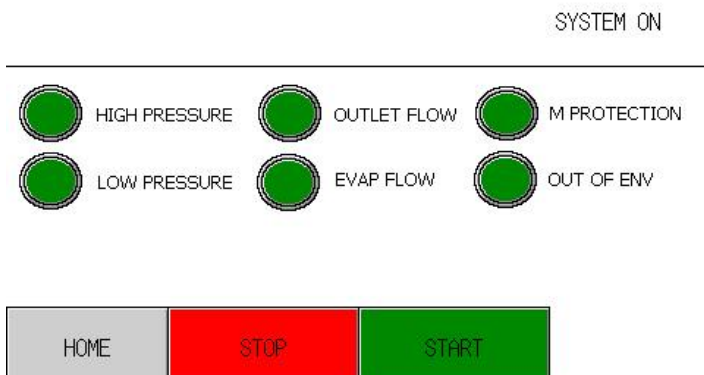 SYSTEM ON
HIGH PRESSURE OUTLET FLOW M PROTECTION
LOW PRESSURE EVAP FLOW OUT OF ENV
HOME STOP START